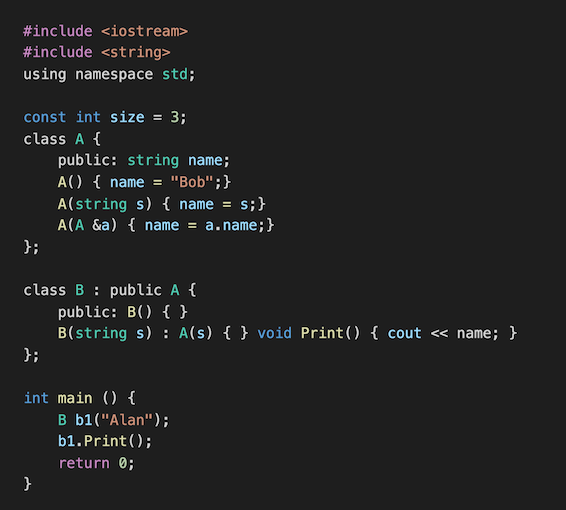 #include <iostream>
#include <string>
using namespace std;
const int size = 3;
class A {
public: string name;
A() { name = "Bob";}
A(string s) { name = s;}
A(A &a) { name = a.name;}
};
class B : public A {
public: B() { }
B(string s) : A(s) { } void Print() { cout << name; }
};
int main () {
B b1("Alan");
b1.Print();
return 0;
}